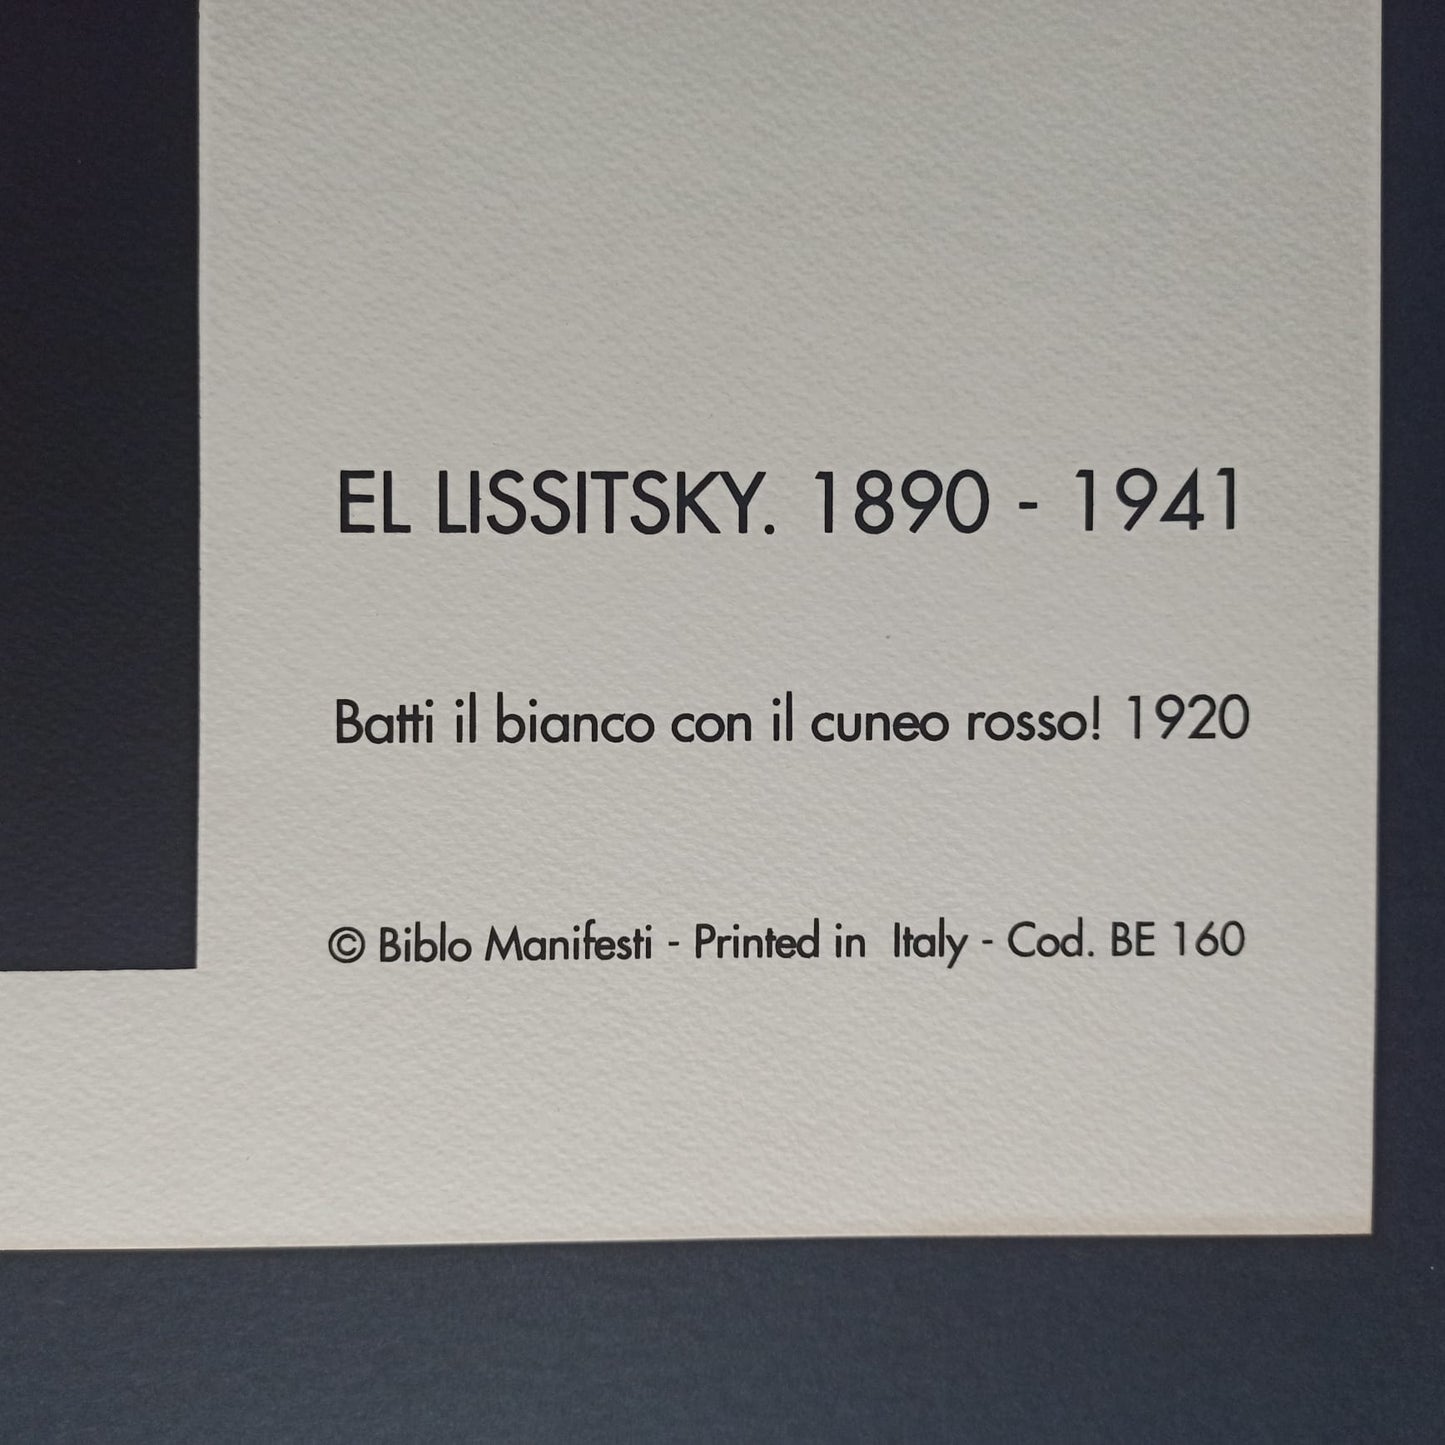 EL LISSITSKY. 1890 - 1941
Batti il bianco con il cuneo rosso! 1920
© Biblo Manifesti - Printed in Italy - Cod. BE 160